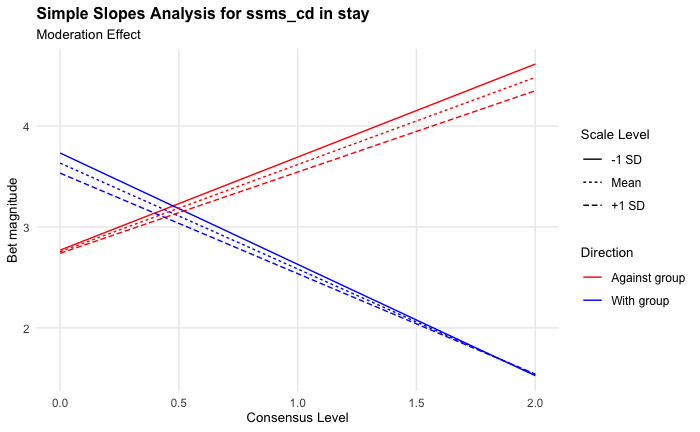 Simple Slopes Analysis for ssms_cd in stay
Moderation Effect
Bet magnitude
4
3
2
0.0
0.5
1.0
1.5
2.0
Consensus Level
Scale Level
-1 SD
Mean
+1 SD
Direction
Against group
With group